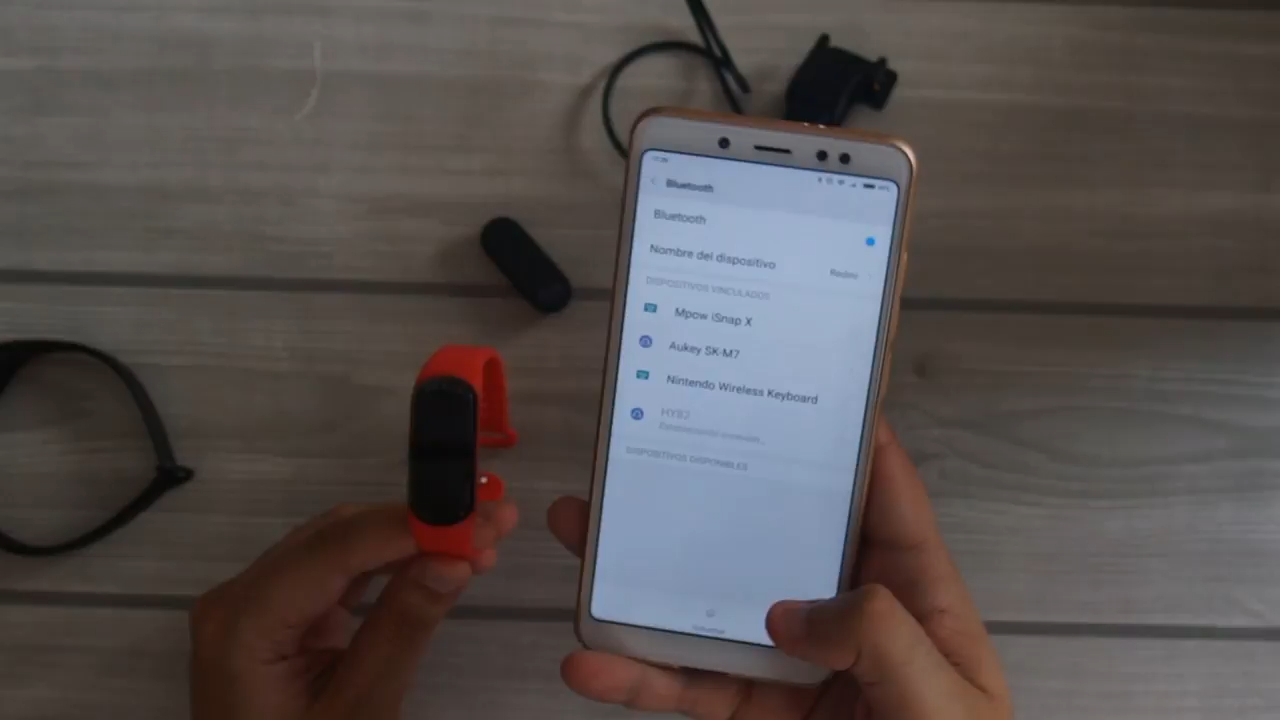 Bluetooth
Bluetooth
Nombre del dispositivo
Redmi
DISPOSITIVOS VINCULADOS
Mpow iSnap X
Aukey SK-M7
Nintendo Wireless Keyboard
DISPOSITIVOS DISPONIBLES